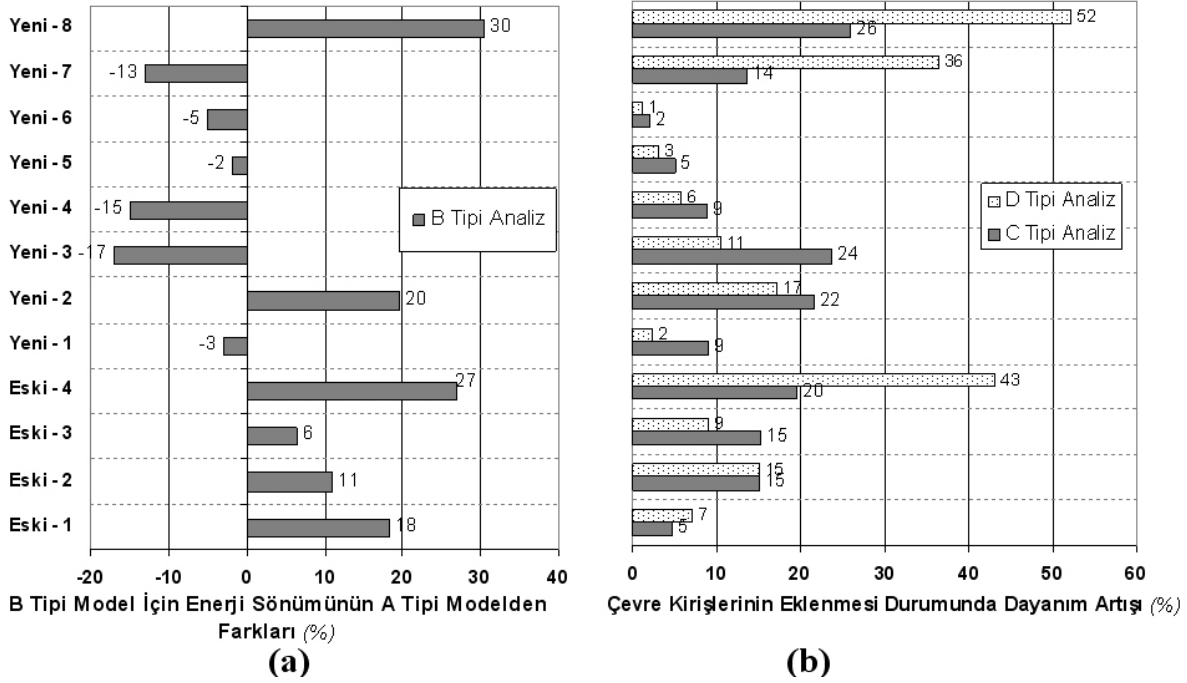 Yeni - 8
30
Yeni - 7
-13
Yeni - 6
-5
Yeni - 5
-2
Yeni - 4
-15
Yeni - 3
-17
Yeni - 2
20
Yeni - 1
-3
Eski - 4
27
Eski - 3
6
Eski - 2
11
Eski - 1
18
B Tipi Analiz
-20 -10 0 10 20 30 40
B Tipi Model İçin Enerji Sönümünün A Tipi Modelden
Farkları (%)
(a)
52
26
36
14
1
2
3
5
6
9
11
24
17
22
2
9
43
20
9
15
15
15
7
5
D Tipi Analiz
C Tipi Analiz
0 10 20 30 40 50 60
Çevre Kirişlerinin Eklenmesi Durumunda Dayanım Artışı (%)
(b)